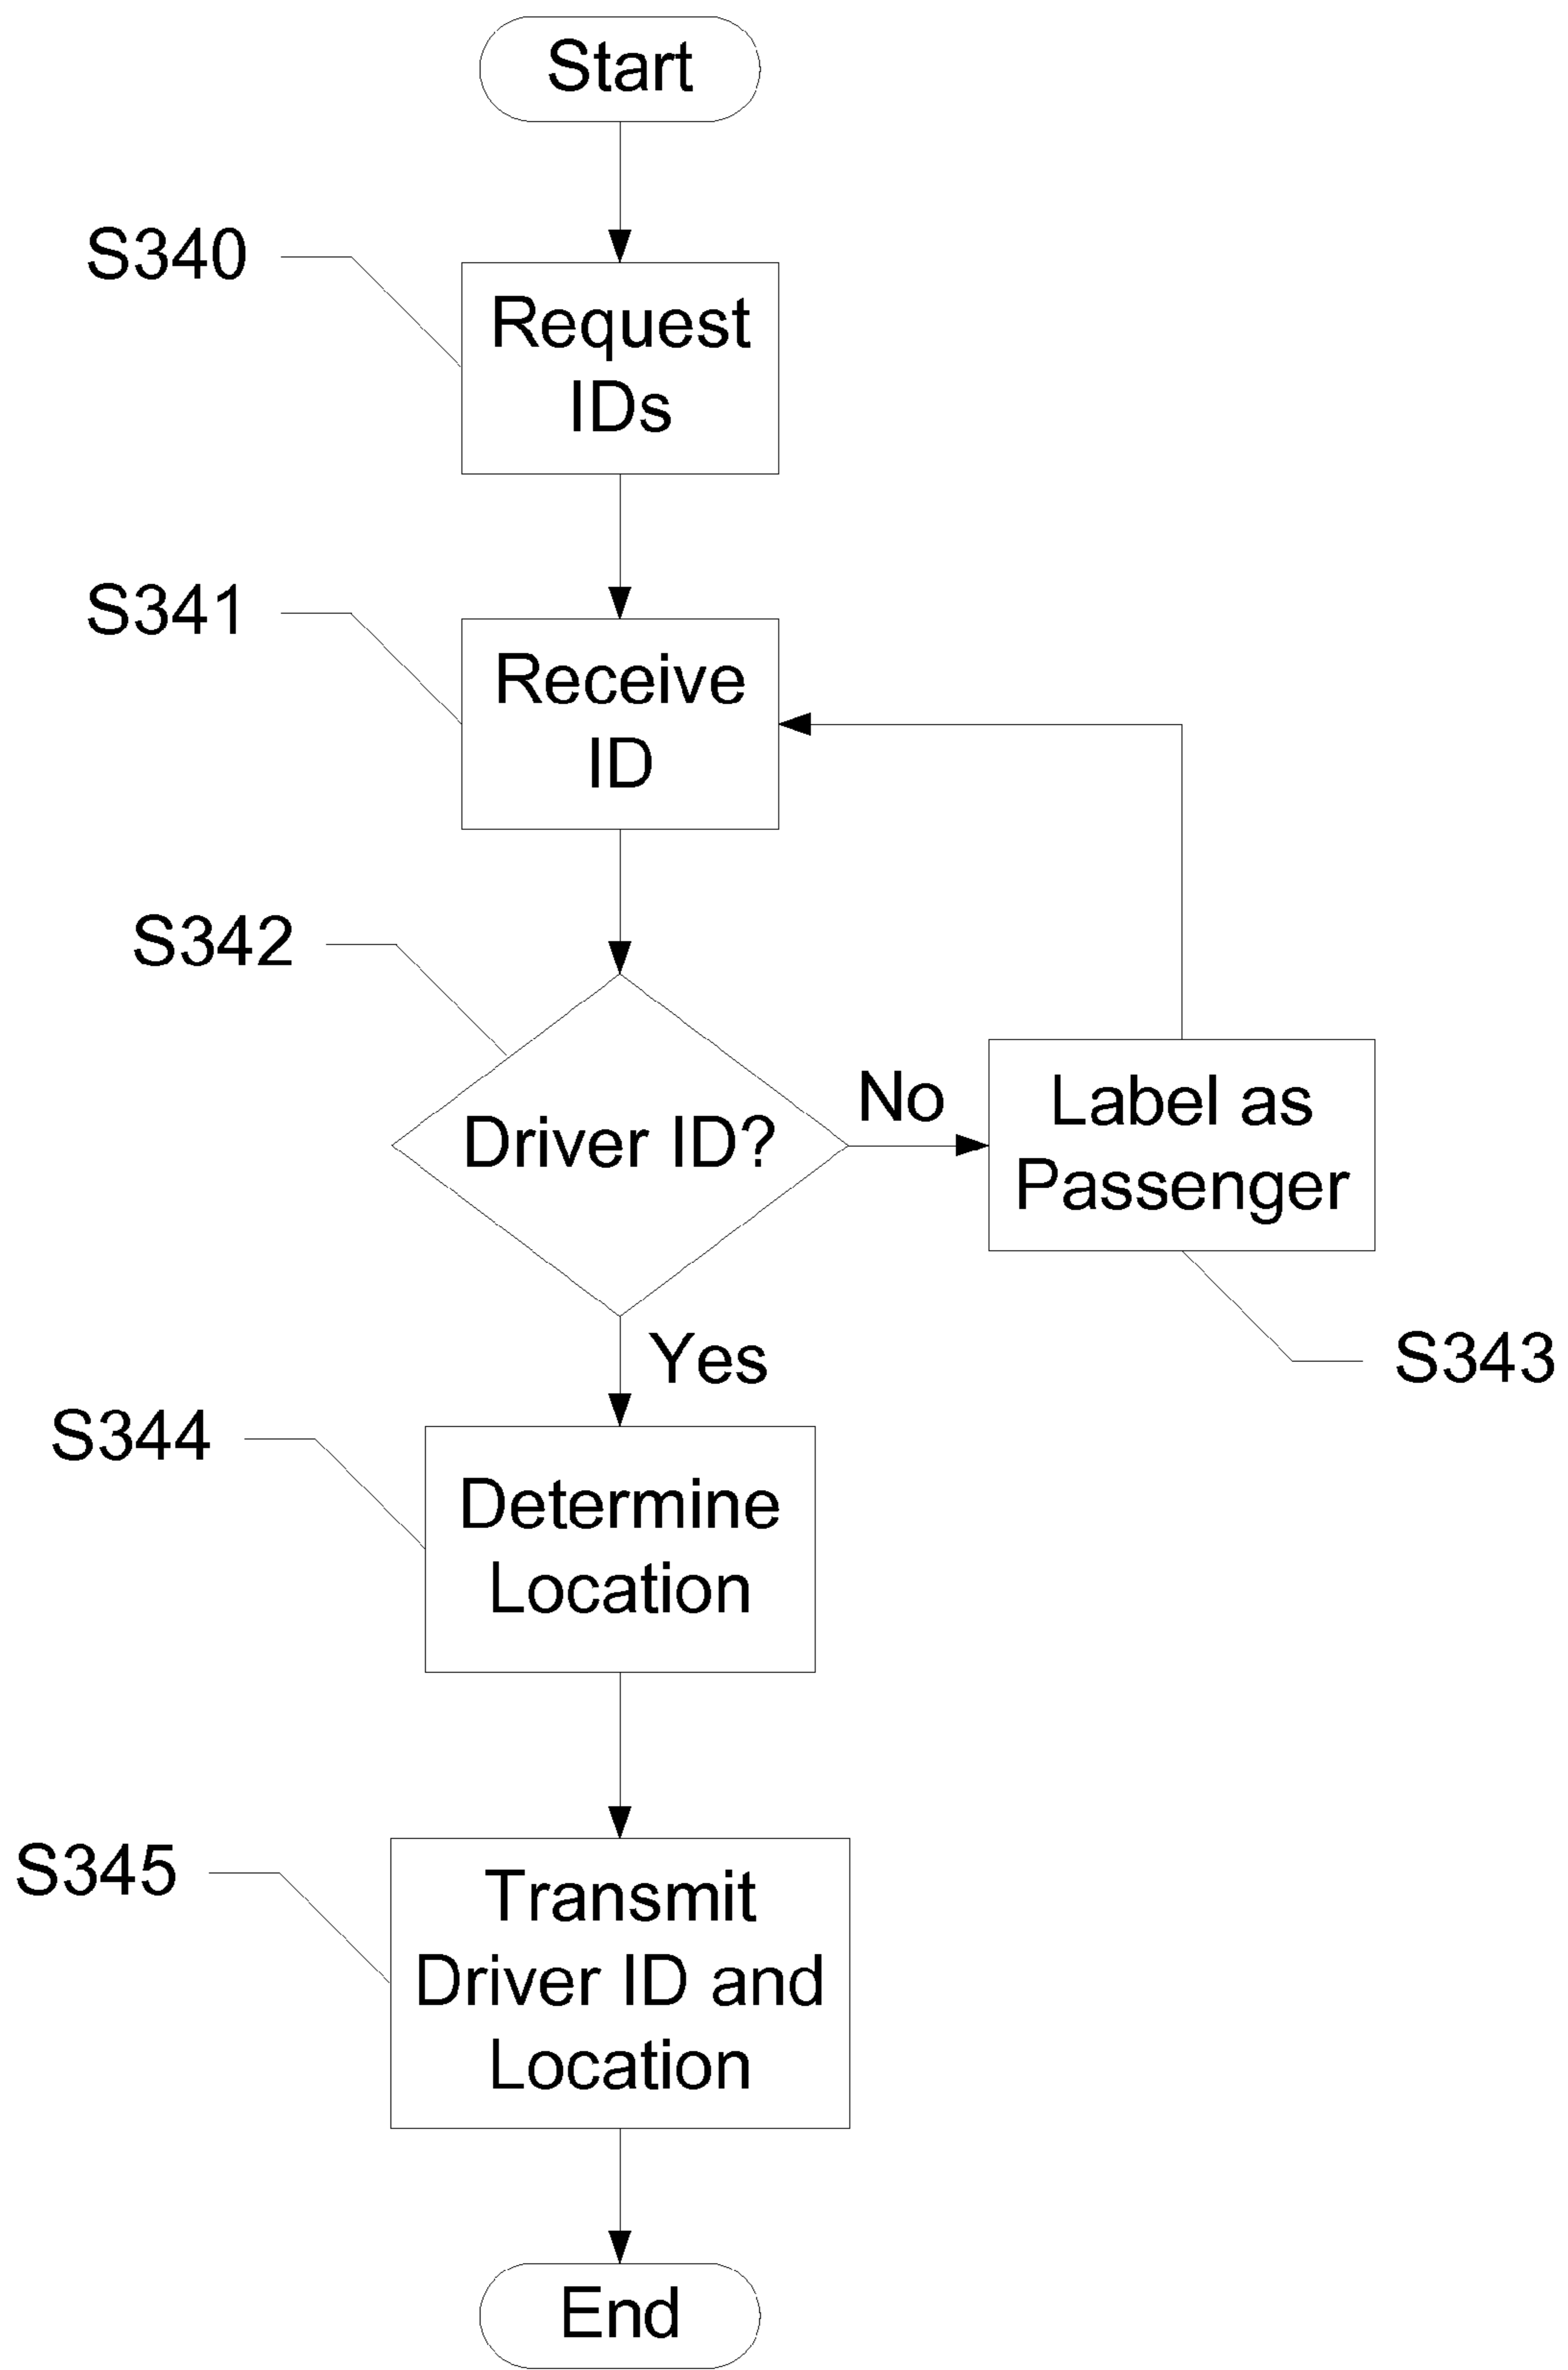 Start
S340
Request
IDs
S341
Receive
ID
S342
Driver ID?
No
Label as
Passenger
Yes
S343
S344
Determine
Location
S345
Transmit
Driver ID and
Location
End